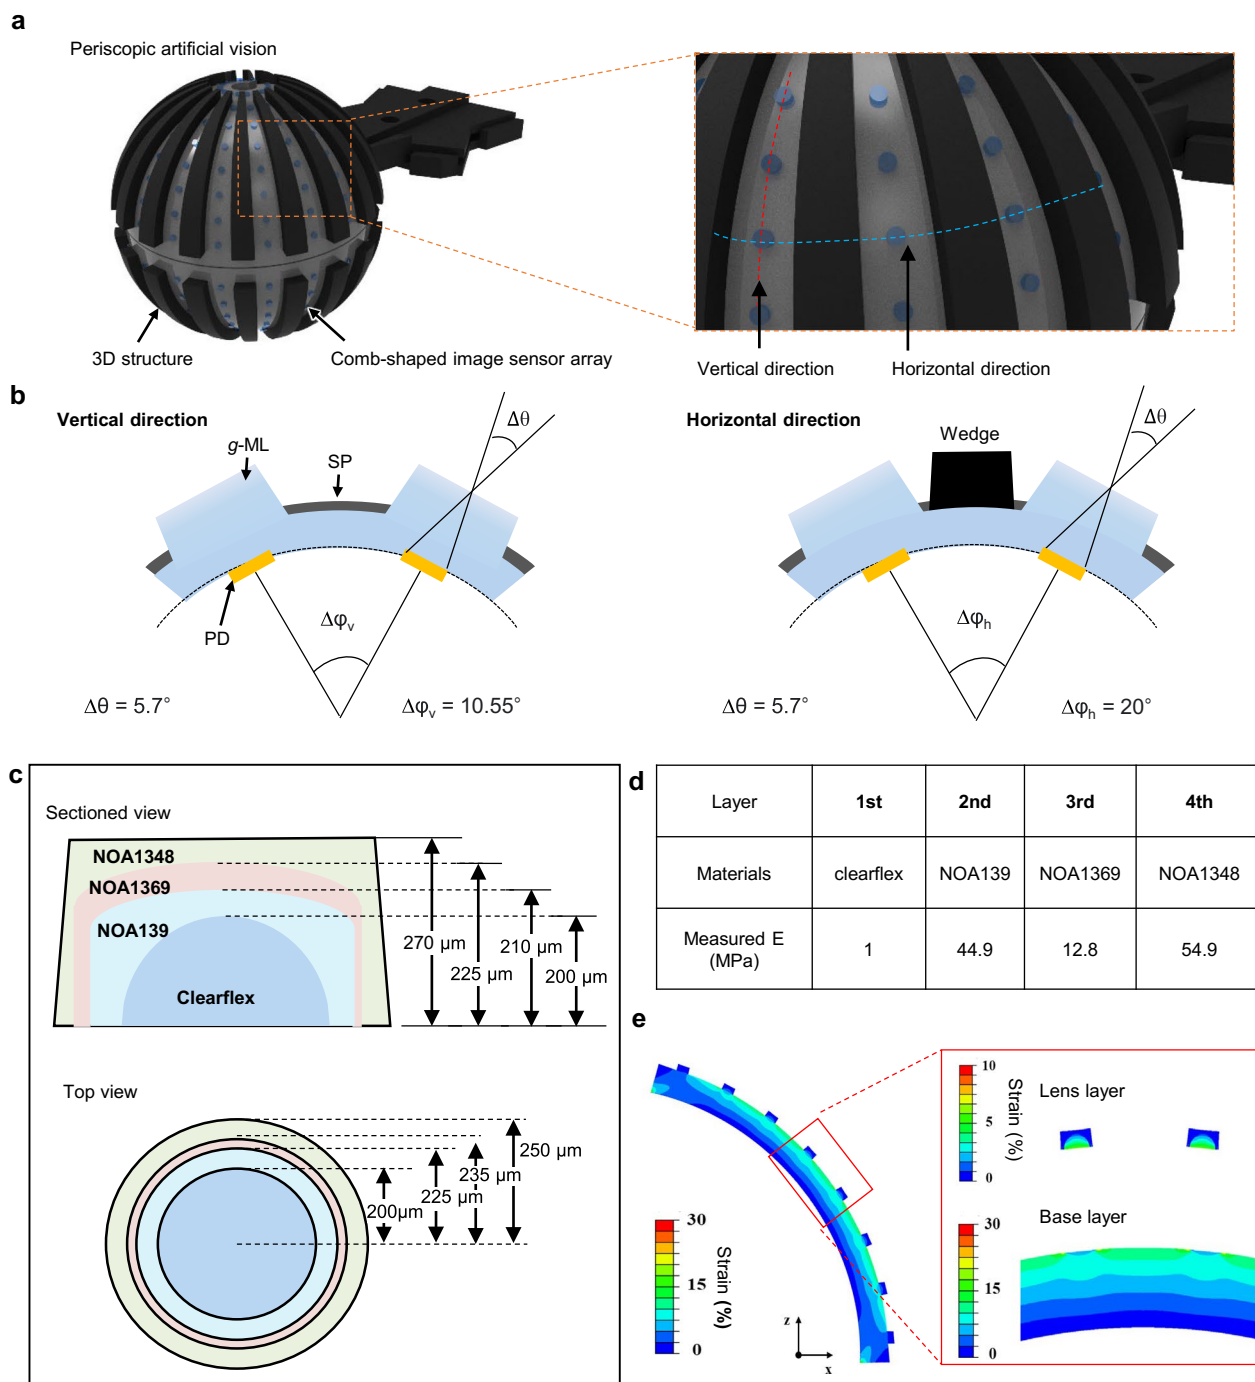 a
Periscopic artificial vision
3D structure
Comb-shaped image sensor array
Vertical direction
Horizontal direction
b
Vertical direction
g-ML
SP
Δθ
PD
Δφv
Δθ = 5.7°
Δφv = 10.55°
Horizontal direction
Wedge
Δθ
Δφh
Δθ = 5.7°
Δφh = 20°
c
Sectioned view
NOA1348
NOA1369
NOA139
Clearflex
270 µm
225 µm
210 µm
200 µm
Top view
250 µm
235 µm
225 µm
200µm
d
Layer 1st 2nd 3rd 4th
Materials clearflex NOA139 NOA1369 NOA1348
Measured E
(MPa) 1 44.9 12.8 54.9
e
30
15
0
Strain (%)
z
x
10
5
0
Strain (%)
Lens layer
30
15
0
Strain (%)
Base layer